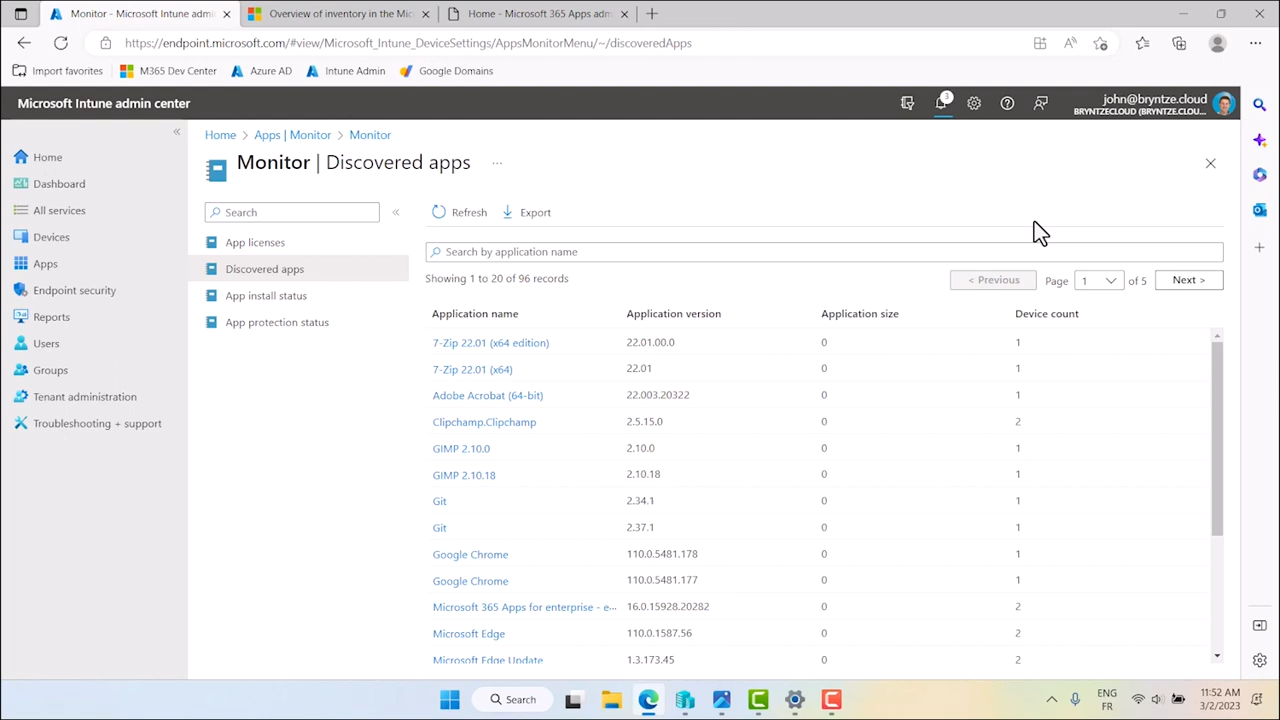 Monitor - Microsoft Intune admi
Overview of inventory in the Mic
Home - Microsoft 365 Apps adm
https://endpoint.microsoft.com/#view/Microsoft_Intune_DeviceSettings/AppsMonitorMenu/~/discoveredApps
Import favorites
M365 Dev Center
Azure AD
Intune Admin
Google Domains
Microsoft Intune admin center
3
john@bryntze.cloud
BRYNTZECLOUD (BRYNTZE.CLOU...
Home > Apps | Monitor > Monitor
Monitor | Discovered apps ...
Home
Dashboard
All services
Devices
Apps
Endpoint security
Reports
Users
Groups
Tenant administration
Troubleshooting + support
Search
App licenses
Discovered apps
App install status
App protection status
Refresh Export
Search by application name
Showing 1 to 20 of 96 records
< Previous Page 1 of 5 Next >
Application name Application version Application size Device count
7-Zip 22.01 (x64 edition) 22.01.00.0 0 1
7-Zip 22.01 (x64) 22.01 0 1
Adobe Acrobat (64-bit) 22.003.20322 0 1
Clipchamp.Clipchamp 2.5.15.0 0 2
GIMP 2.10.0 2.10.0 0 1
GIMP 2.10.18 2.10.18 0 1
Git 2.34.1 0 1
Git 2.37.1 0 1
Google Chrome 110.0.5481.178 0 1
Google Chrome 110.0.5481.177 0 1
Microsoft 365 Apps for enterprise - e... 16.0.15928.20282 0 2
Microsoft Edge 110.0.1587.56 0 2
Microsoft Edge Update 1.3.173.45 0 2
Search
ENG
FR
11:52 AM
3/2/2023